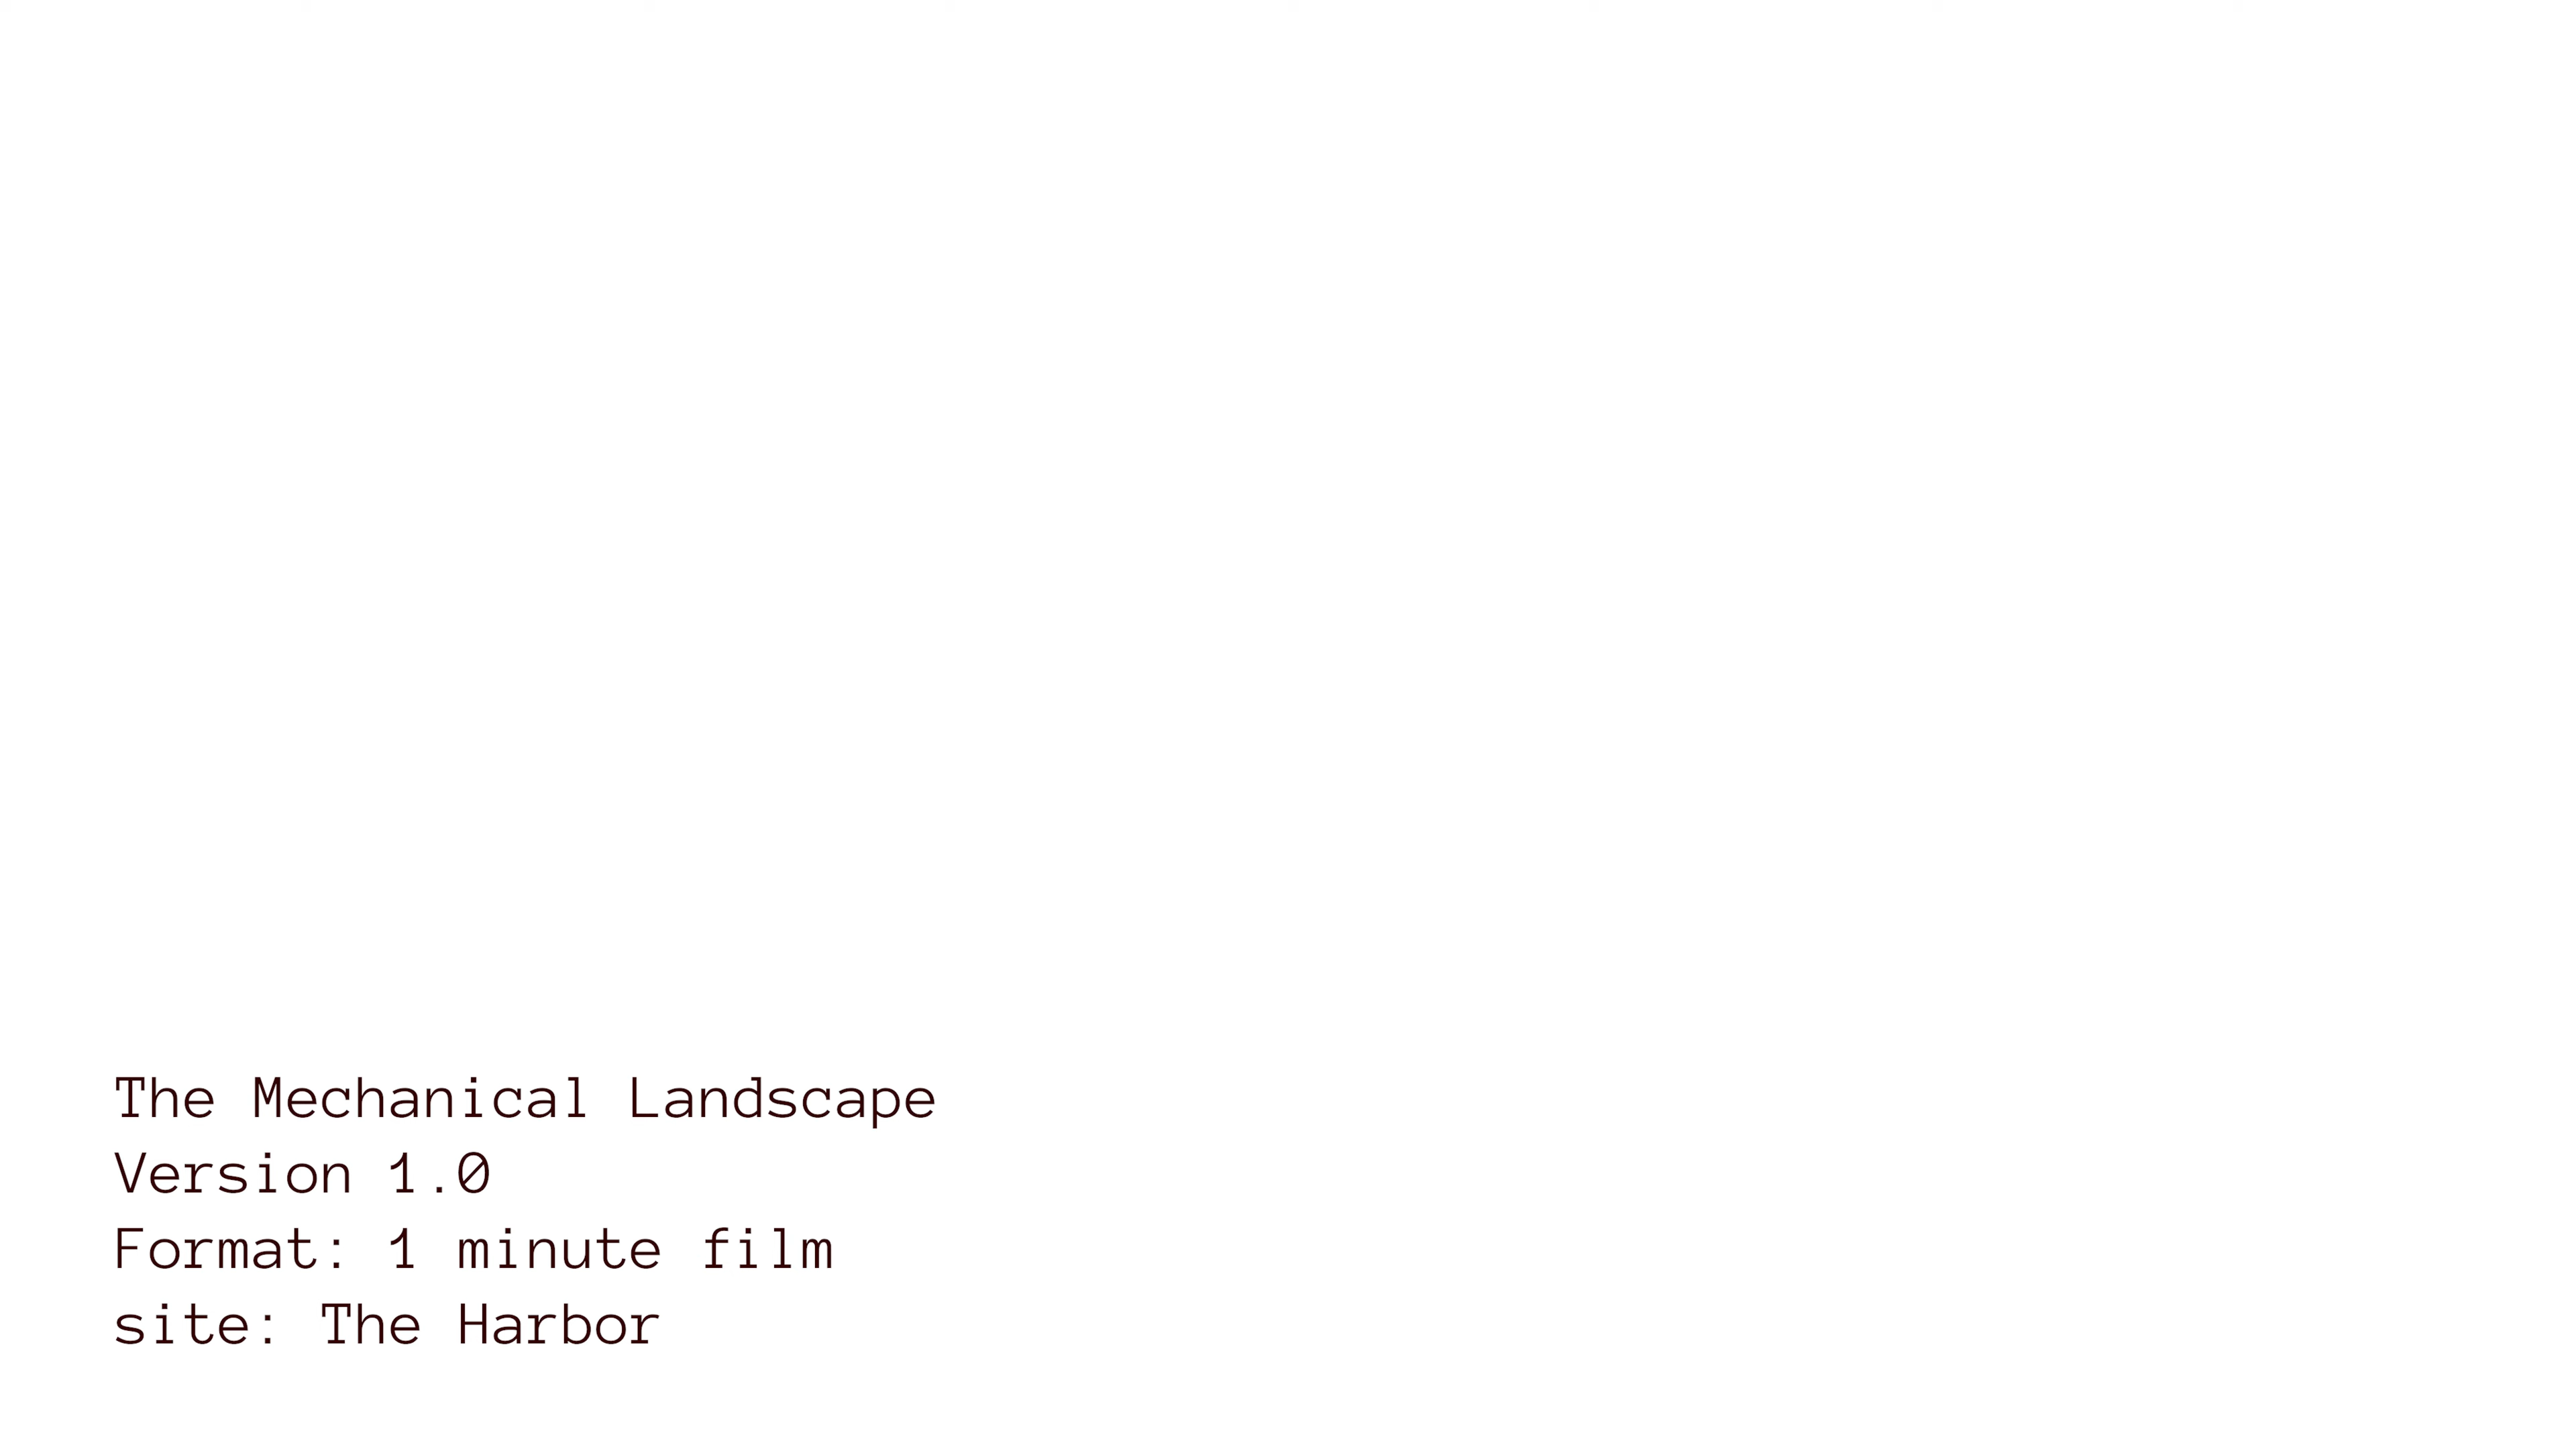 The Mechanical Landscape
Version 1.0
Format: 1 minute film
site: The Harbor